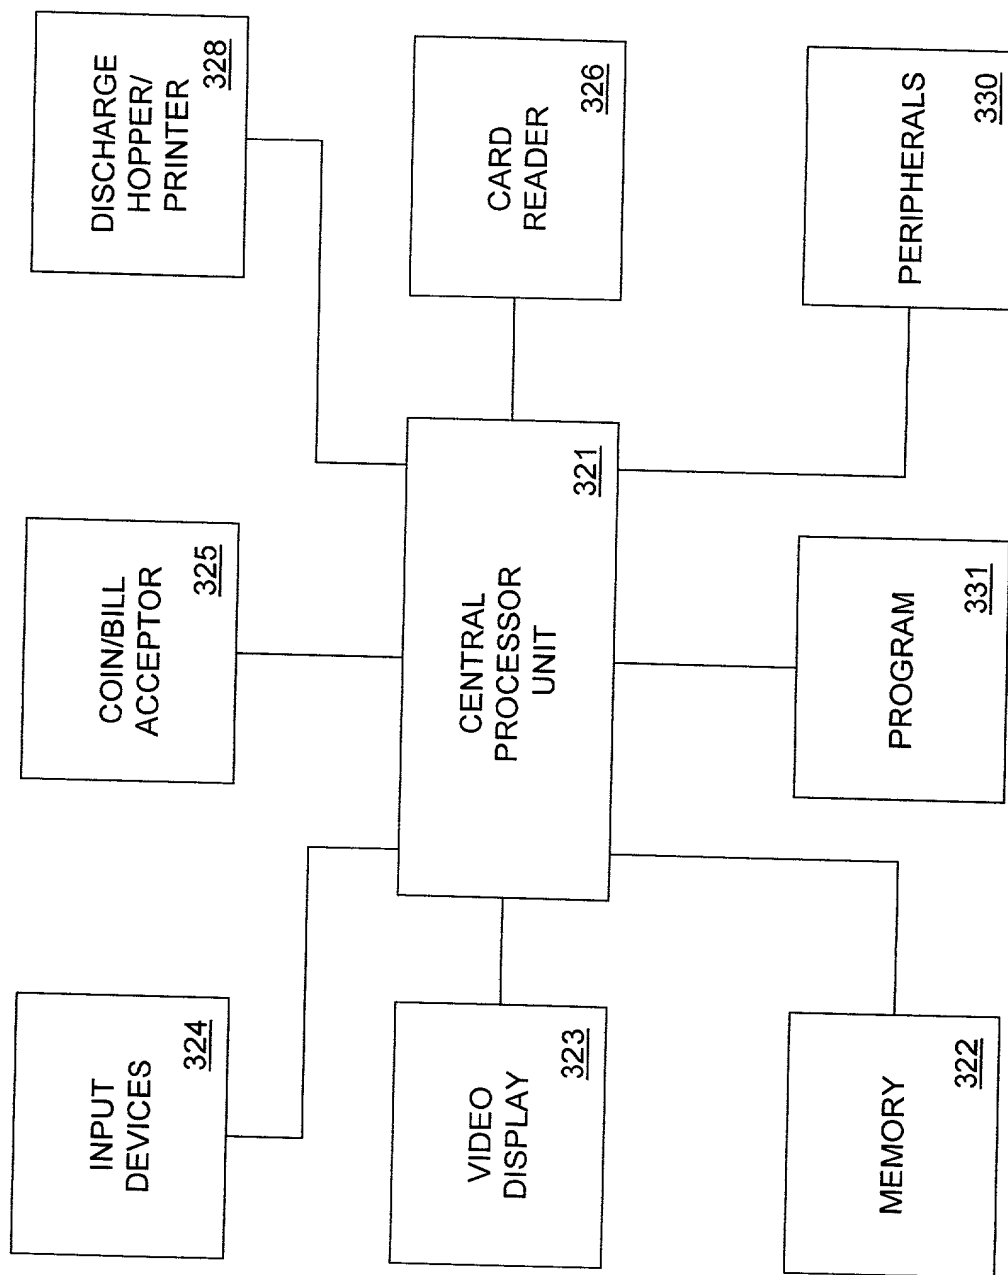 INPUT
DEVICES
324
COIN/BILL
ACCEPTOR
325
DISCHARGE
HOPPER/
PRINTER
328
VIDEO
DISPLAY
323
CENTRAL
PROCESSOR
UNIT
321
CARD
READER
326
MEMORY
322
PROGRAM
331
PERIPHERALS
330